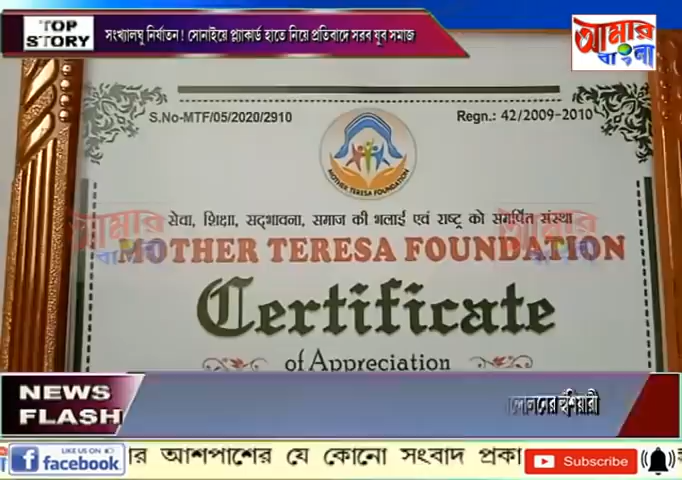 TOP STORY
সংখ্যালঘু নির্যাতন! সোনাইয়ে প্ল্যাকার্ড হাতে নিয়ে প্রতিবাদে সরব যুব সমাজ
আমার বাংলা
S.No-MTF/05/2020/2910
Regn.: 42/2009-2010
MOTHER TERESA FOUNDATION
सेवा, शिक्षा, सद्भावना, समाज की भलाई एवं राष्ट्र को समर्पित संस्था
MOTHER TERESA FOUNDATION
Certificate
of Appreciation
NEWS FLASH
হুঁশিয়ারী
LIKE US ON
facebook
আশপাশের যে কোনো সংবাদ
Subscribe